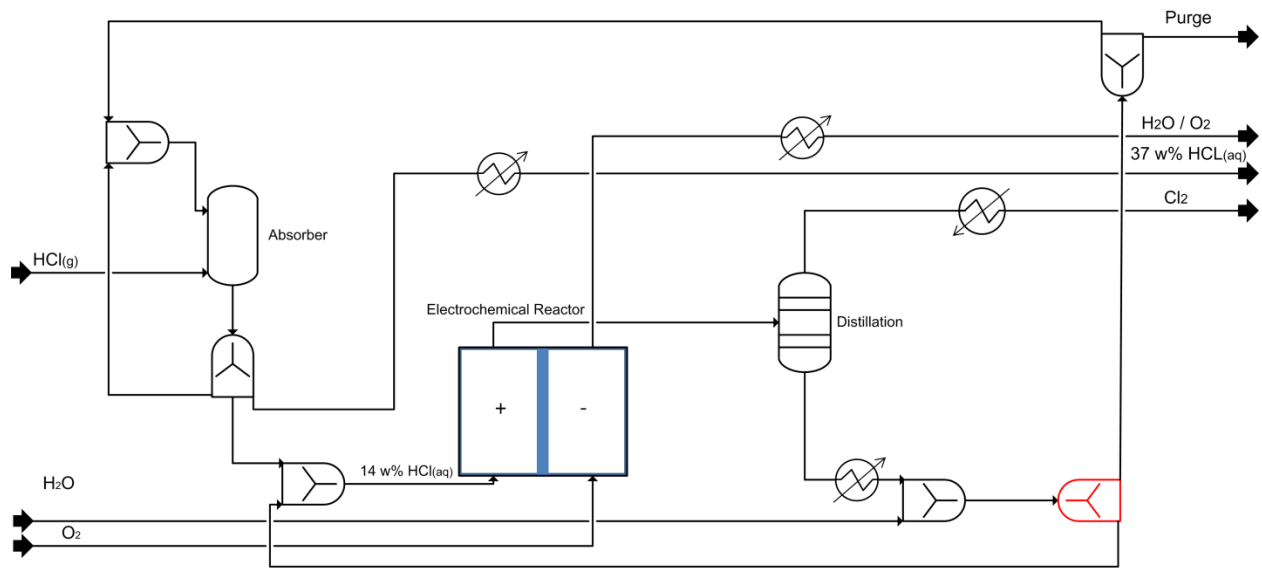 Purge
H2O / O2
37 w% HCL(aq)
Cl2
Absorber
HCl(g)
Electrochemical Reactor
Distillation
+
-
14 w% HCl(aq)
H2O
O2